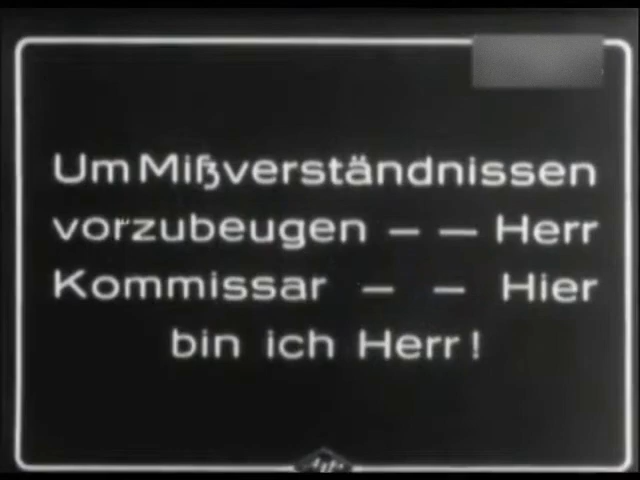 Um Mißverständnissen
vorzubeugen — — Herr
Kommissar — — Hier
bin ich Herr!